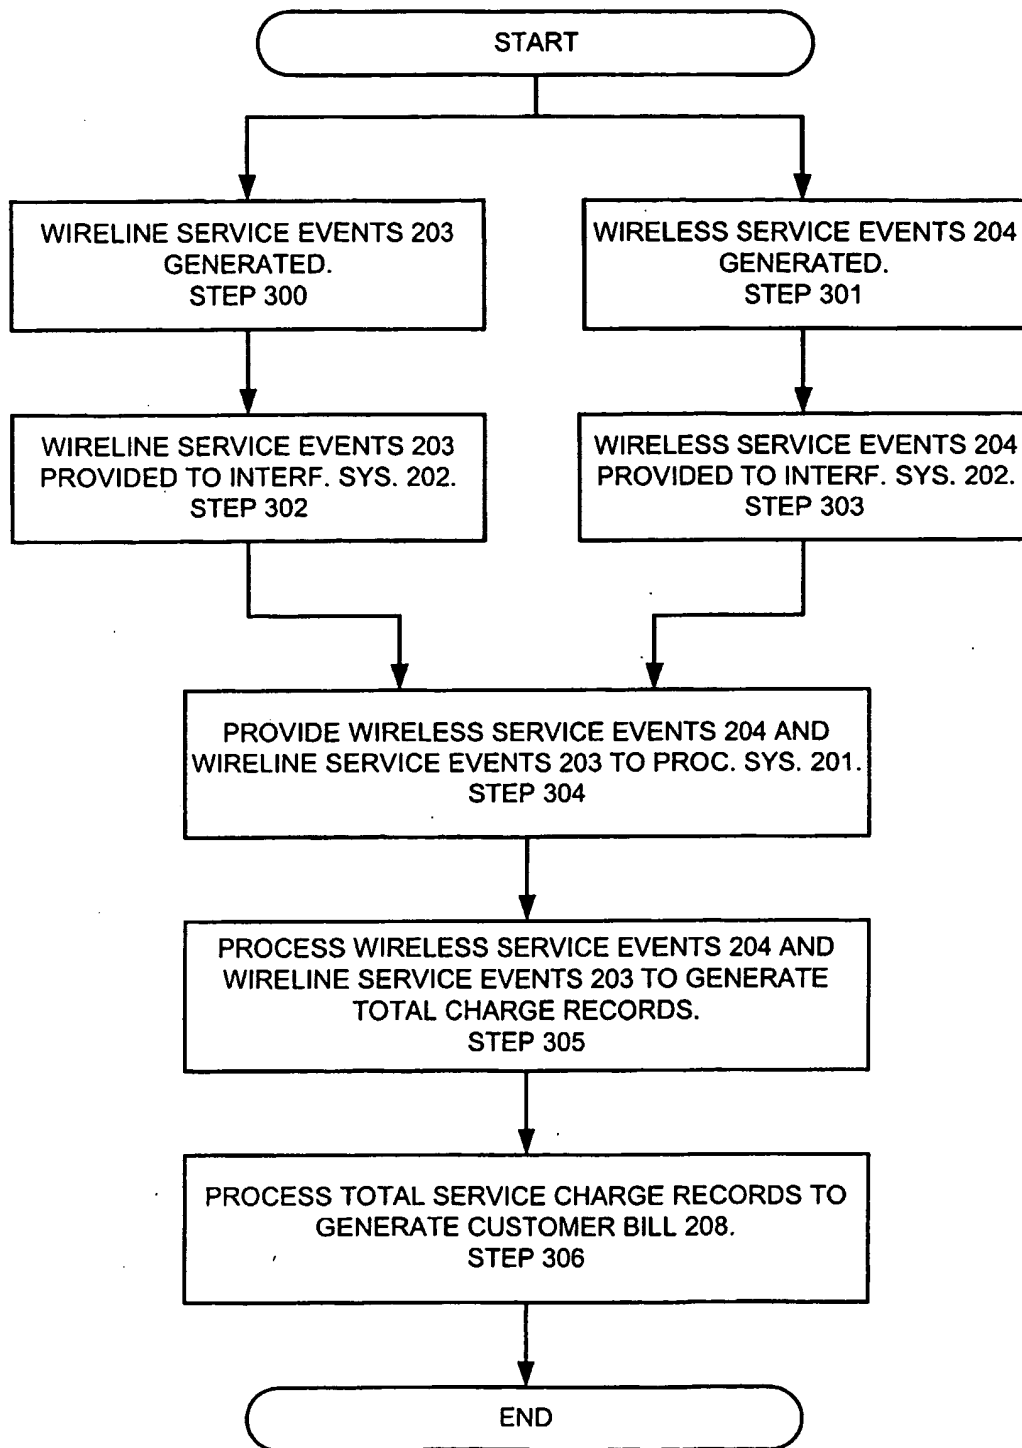 START
WIRELINE SERVICE EVENTS 203
GENERATED.
STEP 300
WIRELESS SERVICE EVENTS 204
GENERATED.
STEP 301
WIRELINE SERVICE EVENTS 203
PROVIDED TO INTERF. SYS. 202.
STEP 302
WIRELESS SERVICE EVENTS 204
PROVIDED TO INTERF. SYS. 202.
STEP 303
PROVIDE WIRELESS SERVICE EVENTS 204 AND
WIRELINE SERVICE EVENTS 203 TO PROC. SYS. 201.
STEP 304
PROCESS WIRELESS SERVICE EVENTS 204 AND
WIRELINE SERVICE EVENTS 203 TO GENERATE
TOTAL CHARGE RECORDS.
STEP 305
PROCESS TOTAL SERVICE CHARGE RECORDS TO
GENERATE CUSTOMER BILL 208.
STEP 306
END